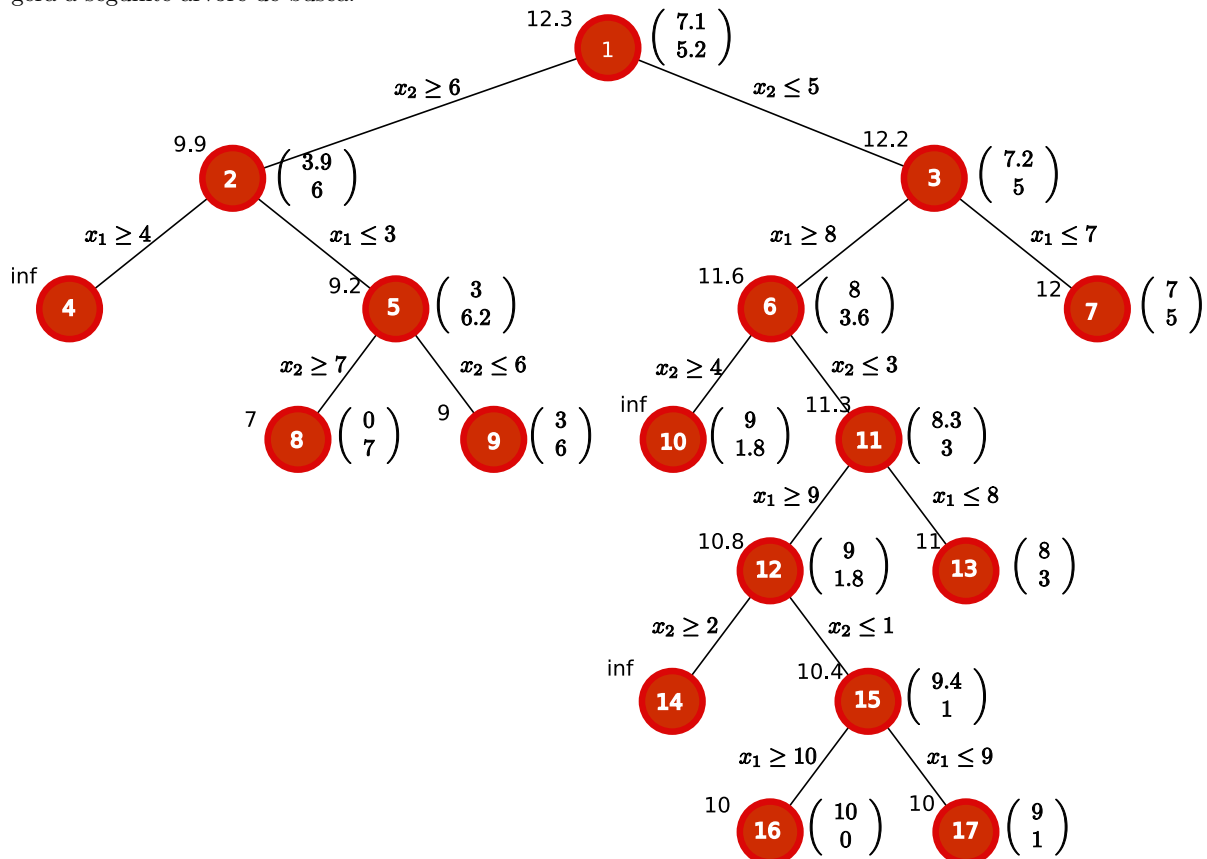 gera a seguinte árvore de busca:
12.3 1 ( 7.1 5.2 )
x₂ ≥ 6 x₂ ≤ 5
9.9 2 ( 3.9 6 ) 12.2 3 ( 7.2 5 )
x₁ ≥ 4 x₁ ≤ 3 x₁ ≥ 8 x₁ ≤ 7
inf 4 9.2 5 ( 3 6.2 ) 11.6 6 ( 8 3.6 ) 12 7 ( 7 5 )
x₂ ≥ 7 x₂ ≤ 6 x₂ ≥ 4 x₂ ≤ 3
7 8 ( 0 7 ) 9 9 ( 3 6 ) inf 10 ( 9 1.8 ) 11.3 11 ( 8.3 3 )
x₁ ≥ 9 x₁ ≤ 8
10.8 12 ( 9 1.8 ) 11 13 ( 8 3 )
x₂ ≥ 2 x₂ ≤ 1
inf 14 10.4 15 ( 9.4 1 )
x₁ ≥ 10 x₁ ≤ 9
10 16 ( 10 0 ) 10 17 ( 9 1 )